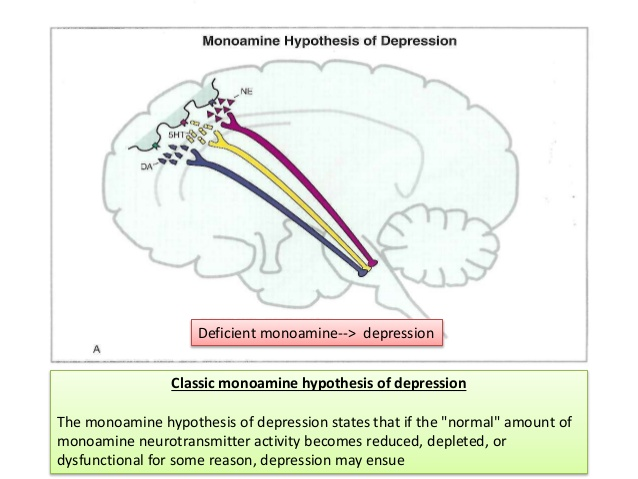 Monoamine Hypothesis of Depression
NE
5HT
DA
Deficient monoamine--> depression
A
Classic monoamine hypothesis of depression
The monoamine hypothesis of depression states that if the "normal" amount of
monoamine neurotransmitter activity becomes reduced, depleted, or
dysfunctional for some reason, depression may ensue